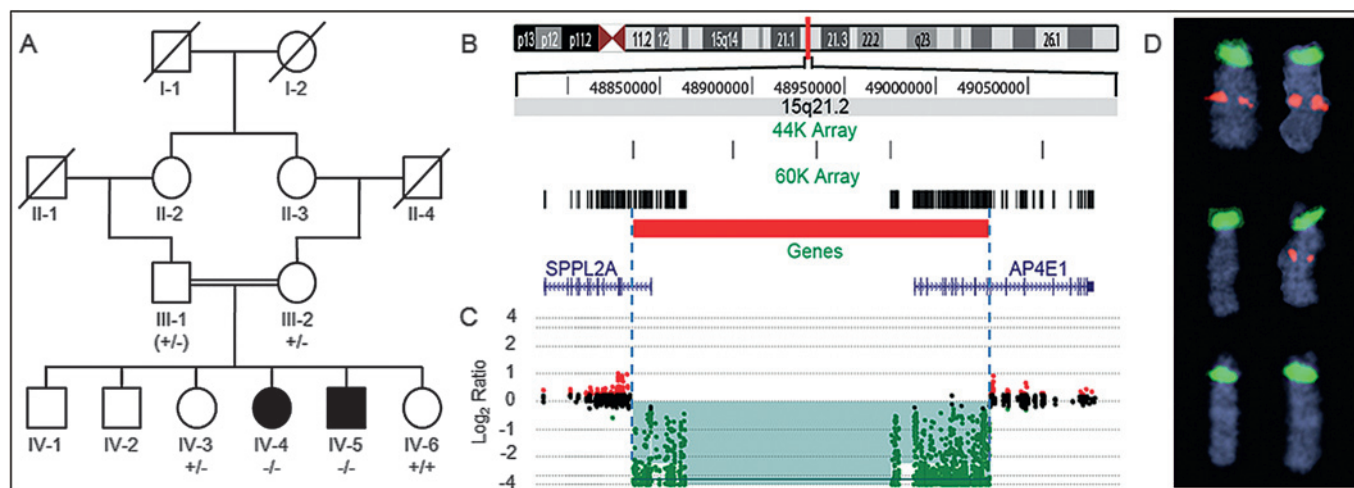 A
I-1 I-2
II-1 II-2 II-3 II-4
III-1 III-2
(+/-) +/-
IV-1 IV-2 IV-3 IV-4 IV-5 IV-6
+/- -/- -/- +/+
B
p13 p12 p11.2 11.2 12 15q14 21.1 21.3 22.2 q23 26.1
48850000 48900000 48950000 49000000 49050000
15q21.2
44K Array
60K Array
Genes
SPPL2A AP4E1
C
4
2
1
0
-1
-2
-4
Log2 Ratio
D